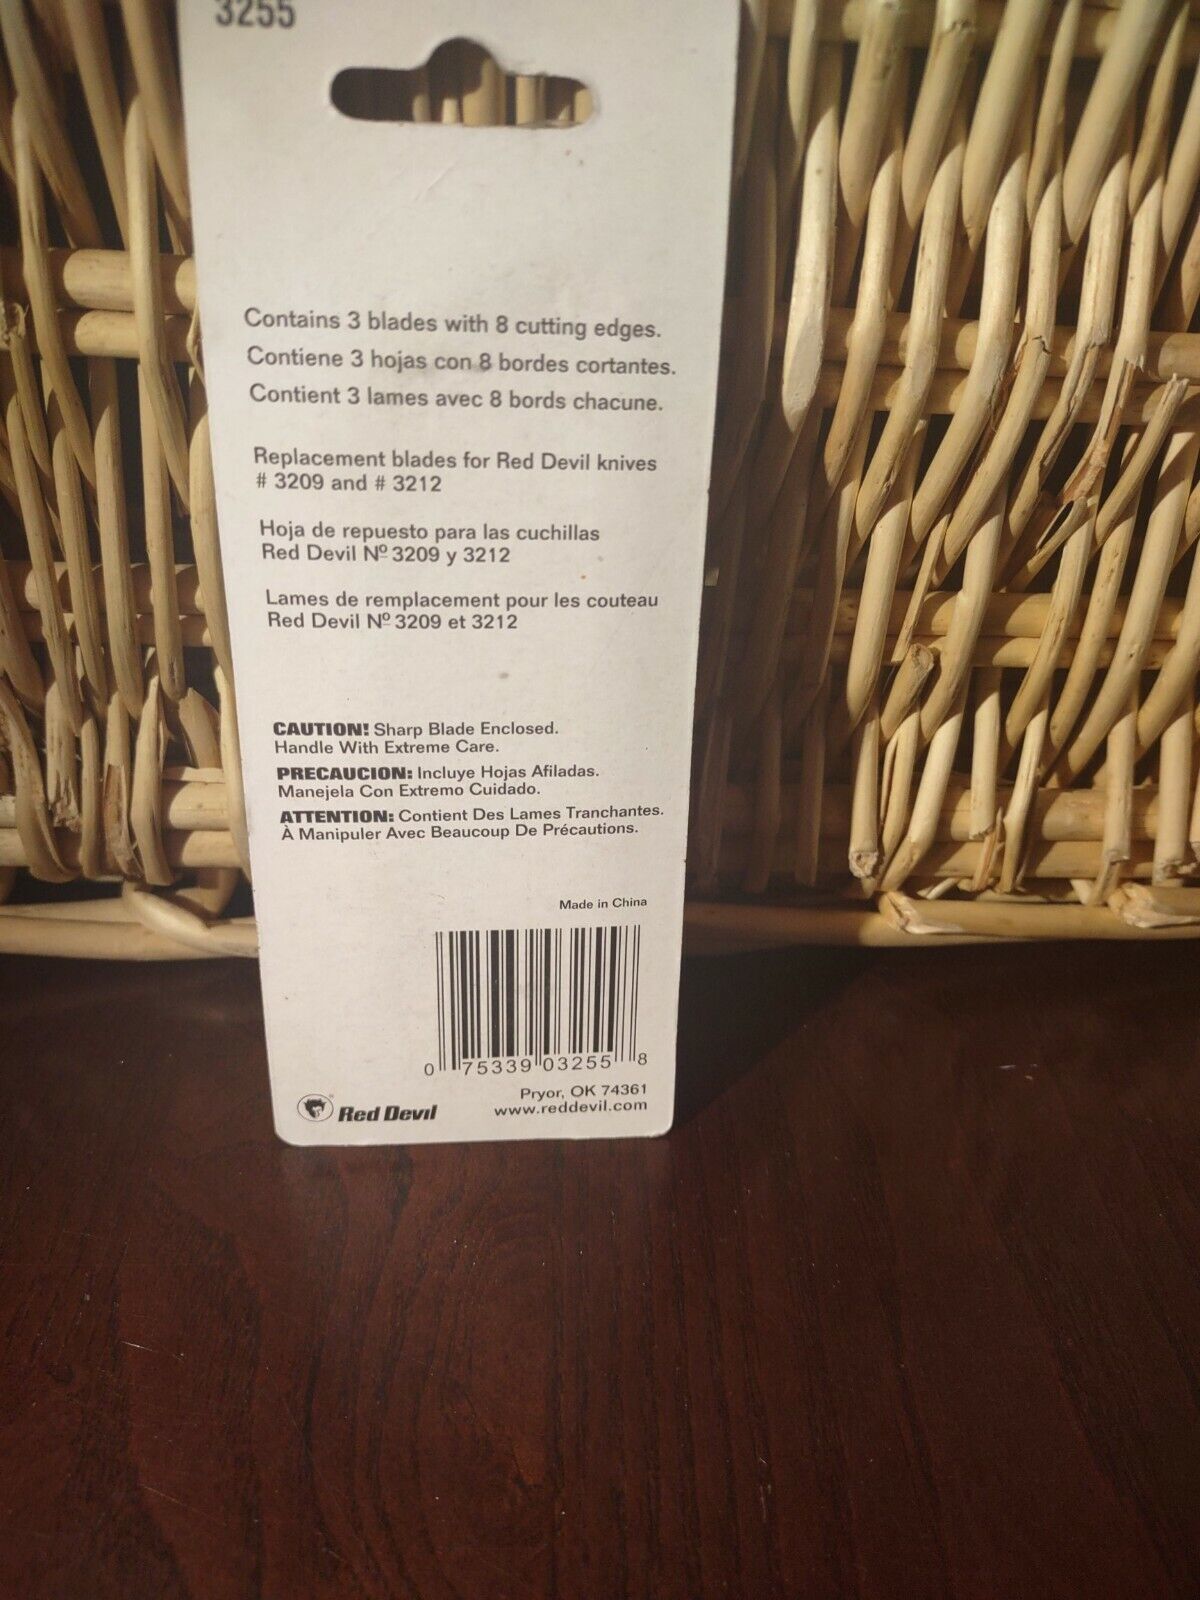 3255
Contains 3 blades with 8 cutting edges.
Contiene 3 hojas con 8 bordes cortantes.
Contient 3 lames avec 8 bords chacune.
Replacement blades for Red Devil knives
# 3209 and # 3212
Hoja de repuesto para las cuchillas
Red Devil Nº 3209 y 3212
Lames de remplacement pour les couteau
Red Devil Nº 3209 et 3212
CAUTION! Sharp Blade Enclosed.
Handle With Extreme Care.
PRECAUCION: Incluye Hojas Afiladas.
Manejela Con Extremo Cuidado.
ATTENTION: Contient Des Lames Tranchantes.
À Manipuler Avec Beaucoup De Précautions.
Made in China
0 75339 03255 8
Red Devil
Pryor, OK 74361
www.reddevil.com